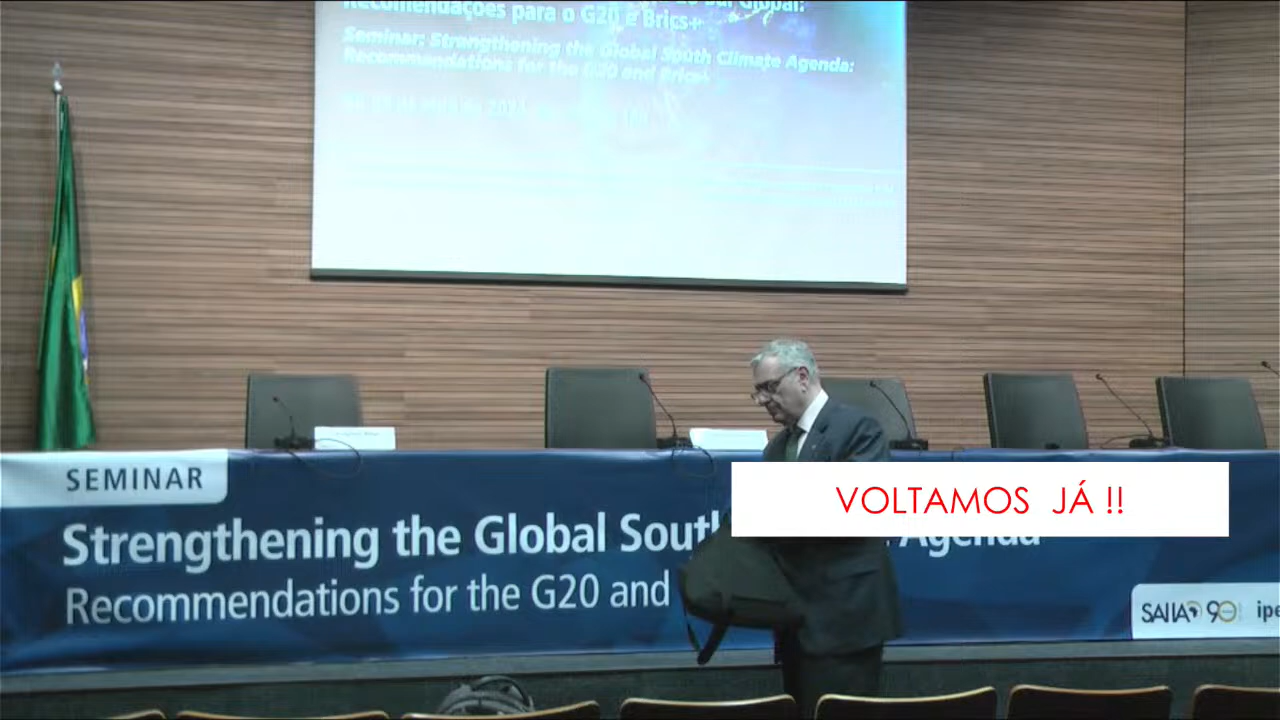 Recomendações para o G20 e Brics+
Seminar: Strengthening the Global South Climate Agenda:
Recommendations for the G20 and Brics+
SEMINAR
Strengthening the Global South Agenda
Recommendations for the G20 and
VOLTAMOS JÁ !!
SAIIA 90 ipe